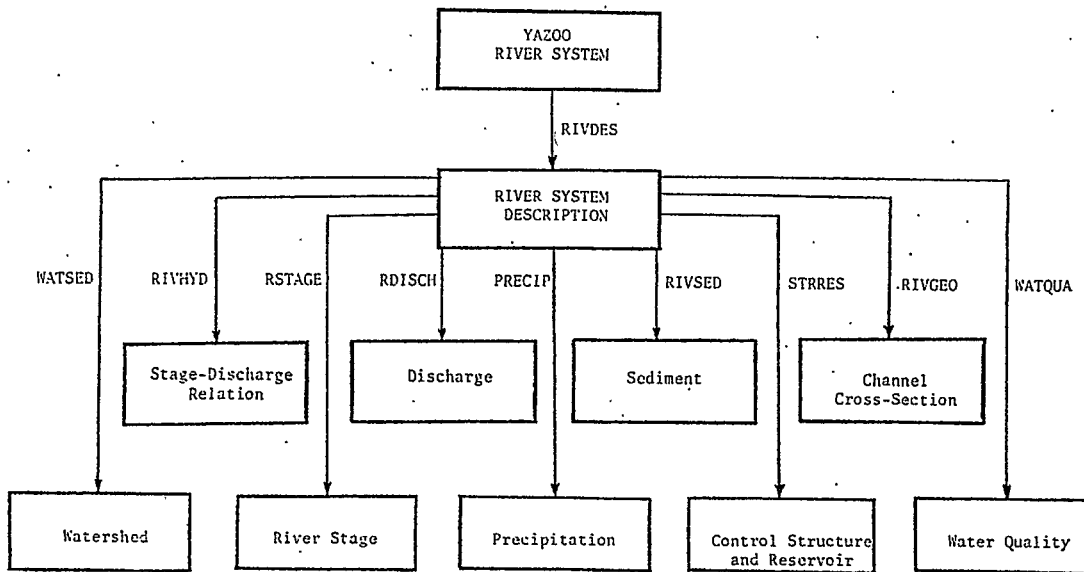 YAZOO
RIVER SYSTEM
RIVDES
RIVER SYSTEM
DESCRIPTION
WATSED
RIVHYD
RSTAGE
RDISCH
PRECIP
RIVSED
STRRES
RIVGEO
WATQUA
Stage-Discharge
Relation
Discharge
Sediment
Channel
Cross-Section
Watershed
River Stage
Precipitation
Control Structure
and Reservoir
Water Quality